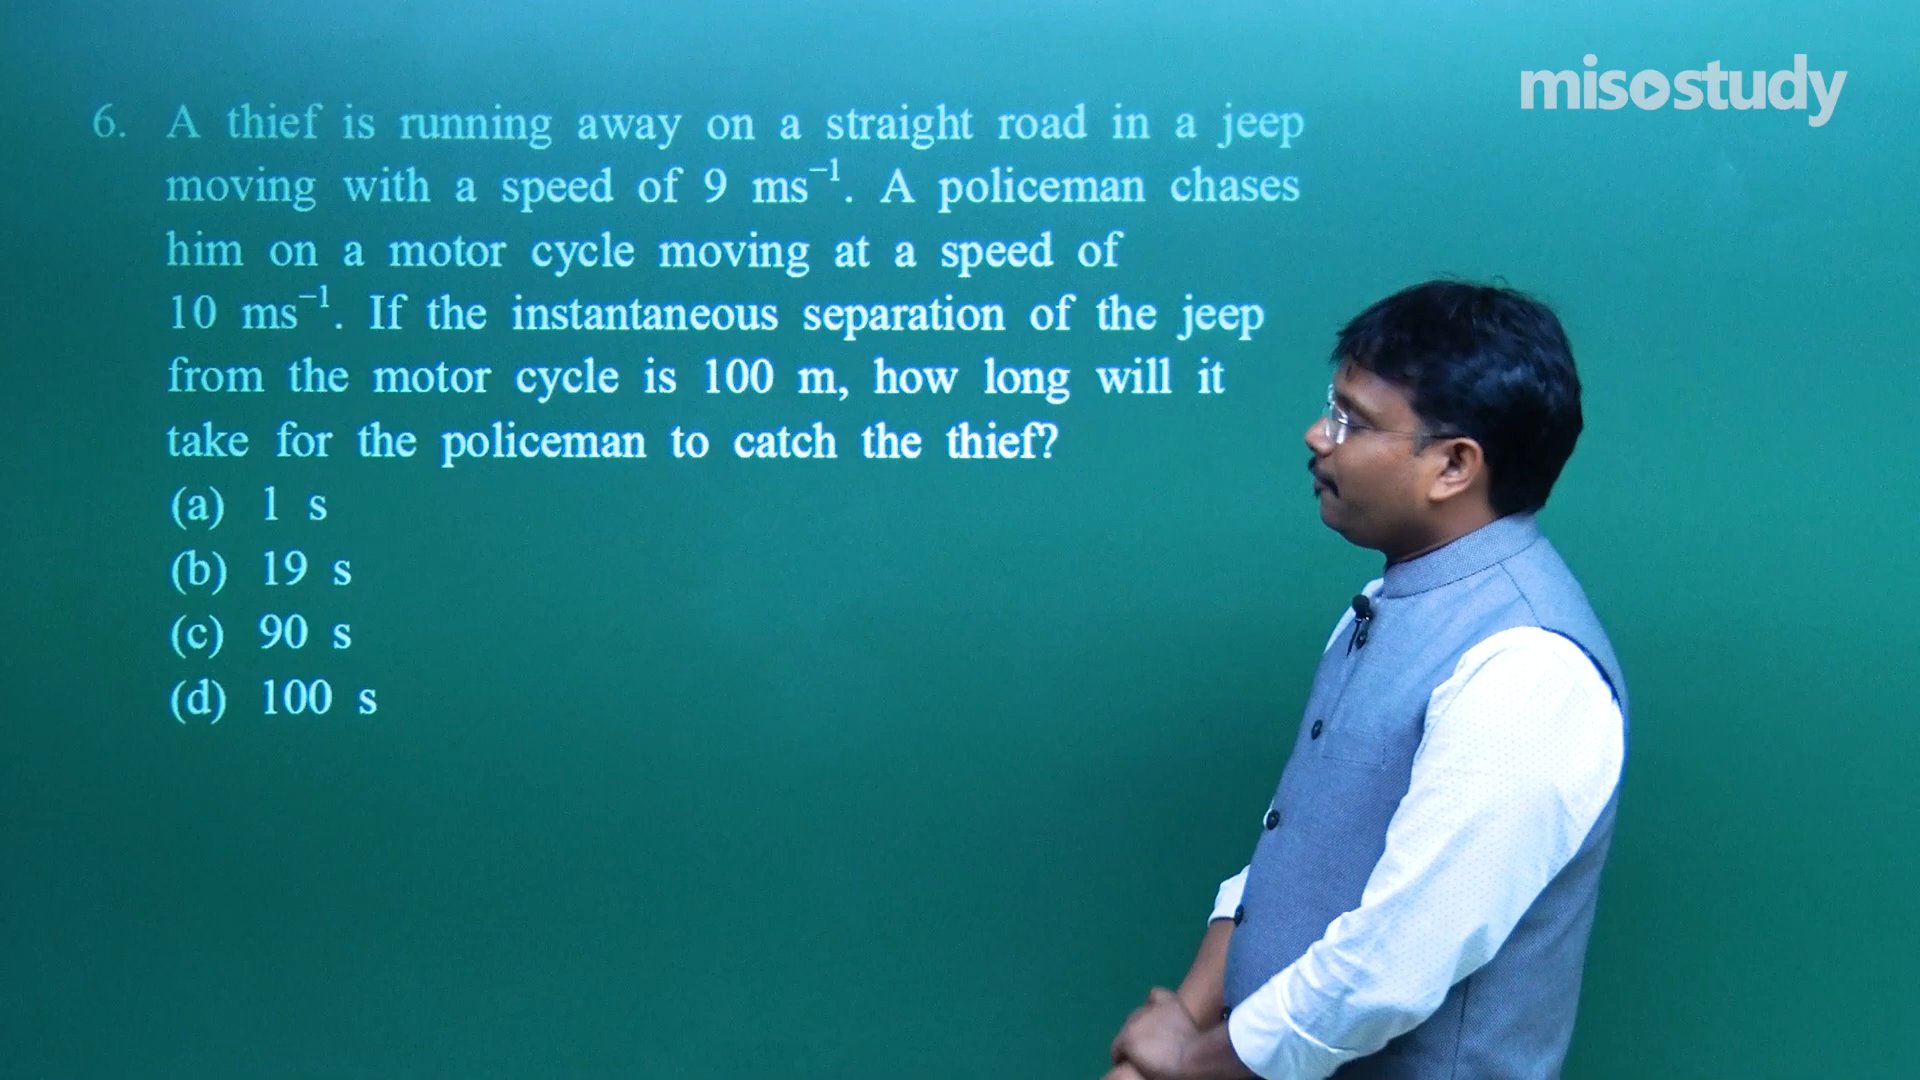 misostudy
6. A thief is running away on a straight road in a jeep
moving with a speed of 9 ms⁻¹. A policeman chases
him on a motor cycle moving at a speed of
10 ms⁻¹. If the instantaneous separation of the jeep
from the motor cycle is 100 m, how long will it
take for the policeman to catch the thief?
(a) 1 s
(b) 19 s
(c) 90 s
(d) 100 s